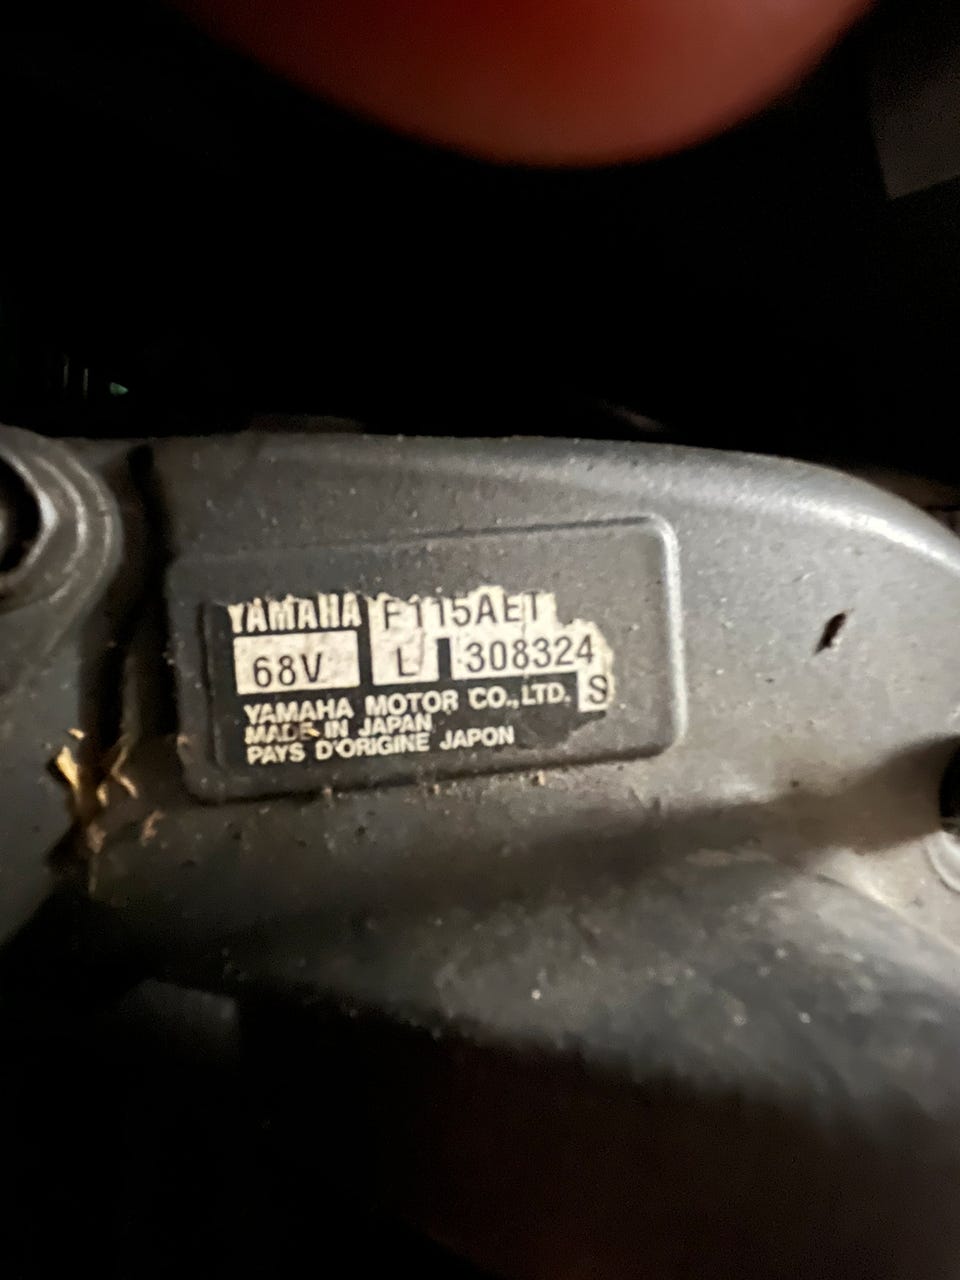 YAMAHA F115AET
68V L 308324
YAMAHA MOTOR CO.,LTD. S
MADE IN JAPAN
PAYS D'ORIGINE JAPON